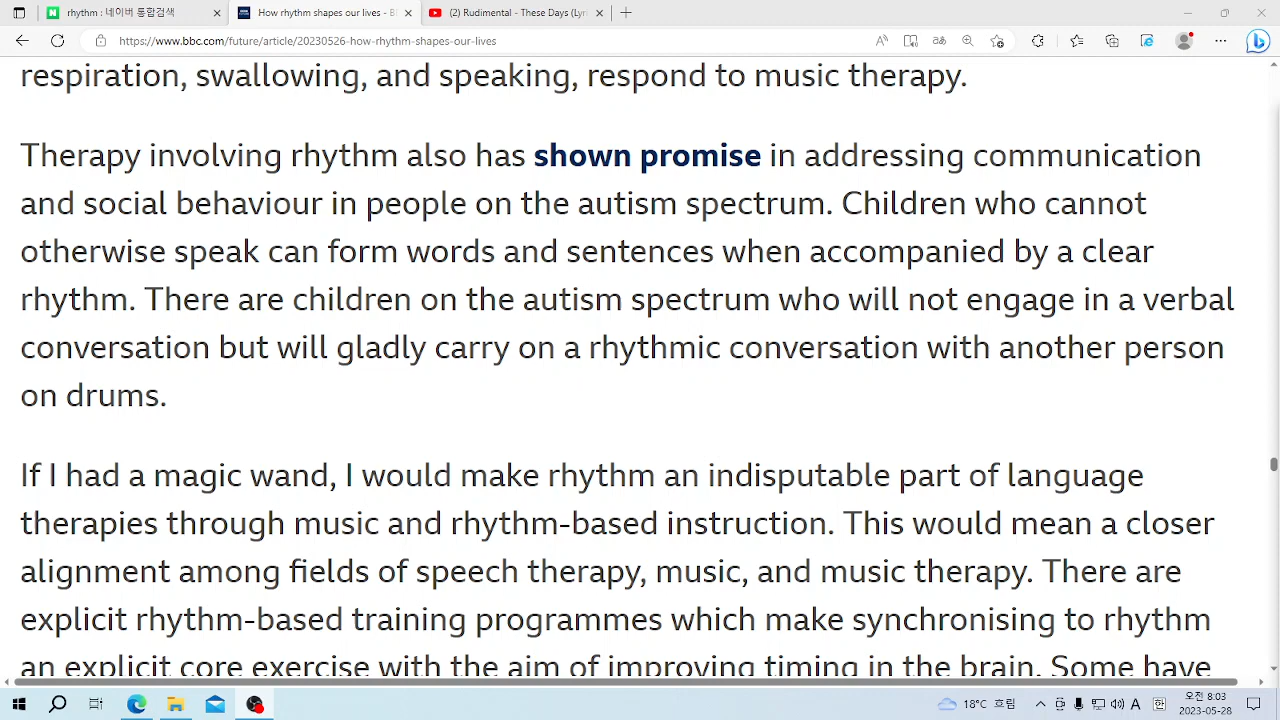 rhythm : 네이버 통합검색
How rhythm shapes our lives - B
(2) Rudimental - These Days (Lyri
https://www.bbc.com/future/article/20230526-how-rhythm-shapes-our-lives
respiration, swallowing, and speaking, respond to music therapy.
Therapy involving rhythm also has shown promise in addressing communication
and social behaviour in people on the autism spectrum. Children who cannot
otherwise speak can form words and sentences when accompanied by a clear
rhythm. There are children on the autism spectrum who will not engage in a verbal
conversation but will gladly carry on a rhythmic conversation with another person
on drums.
If I had a magic wand, I would make rhythm an indisputable part of language
therapies through music and rhythm-based instruction. This would mean a closer
alignment among fields of speech therapy, music, and music therapy. There are
explicit rhythm-based training programmes which make synchronising to rhythm
an explicit core exercise with the aim of improving timing in the brain. Some have
18°C 흐림
A
오전 8:03
2023-05-28